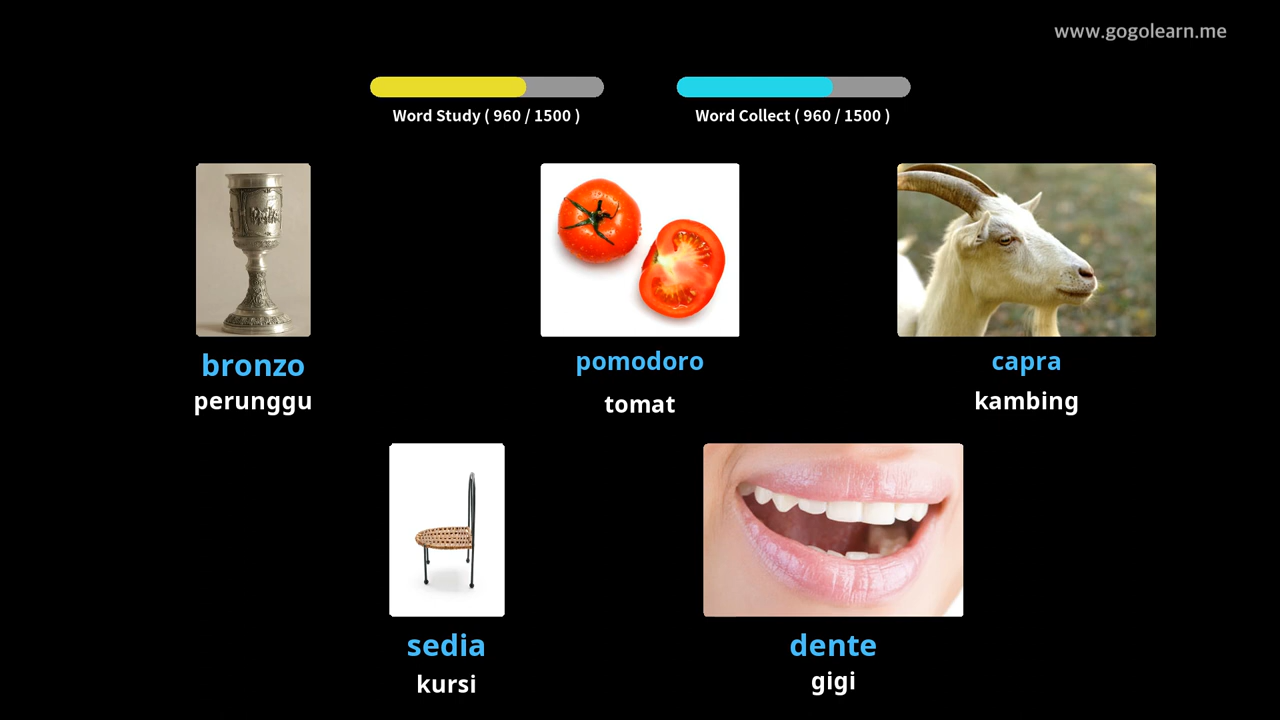 www.gogolearn.me
Word Study ( 960 / 1500 )
Word Collect ( 960 / 1500 )
bronzo
perunggu
pomodoro
tomat
capra
kambing
sedia
kursi
dente
gigi